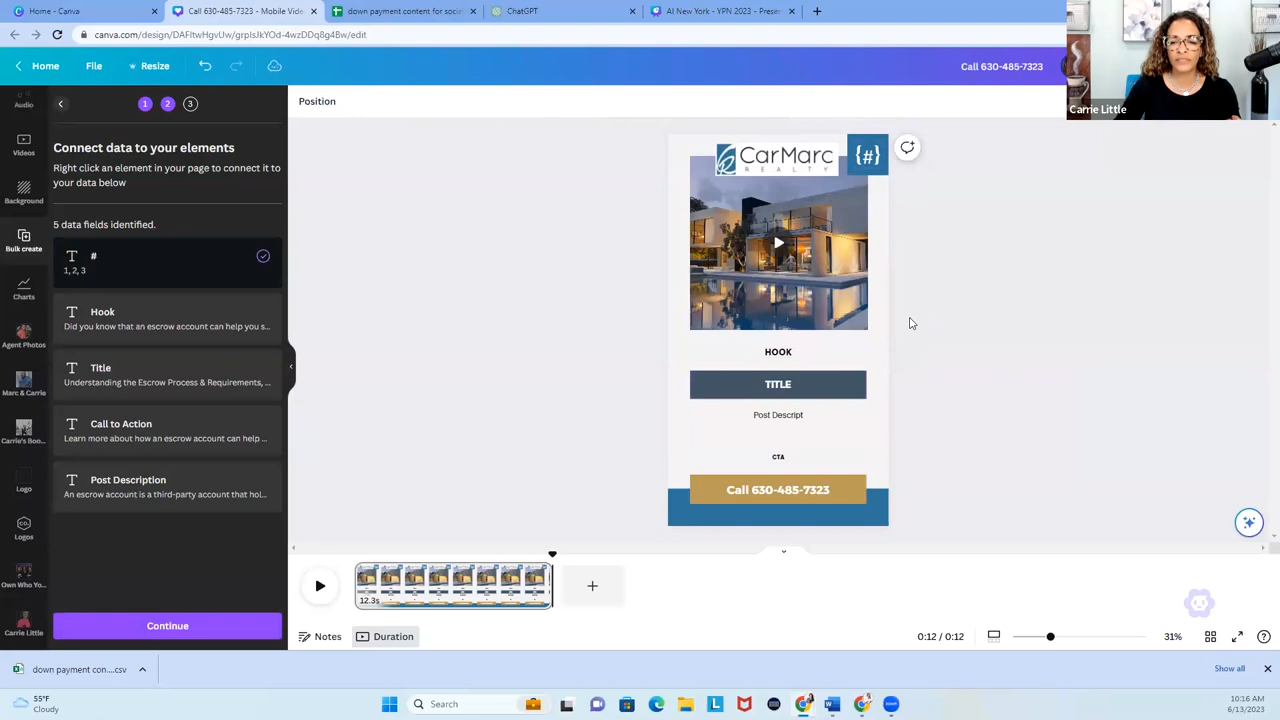 Home - Canva
Call 630-485-7323 - Mobile Vide
down payment content for soci
ChatGPT
AI New York - YPN 2023 - Prese
canva.com/design/DAFltwHgvUw/grpIsJkYOd-4wzDDq8g4Bw/edit
Home
File
Resize
Call 630-485-7323
Carrie Little
Audio
Videos
Background
Bulk create
Charts
Agent Photos
Marc & Carrie
Carrie's Boo...
Logo
Logos
Own Who Yo...
Carrie Little
1
2
3
Connect data to your elements
Right click an element in your page to connect it to
your data below
5 data fields identified.
#
1, 2, 3
Hook
Did you know that an escrow account can help you s...
Title
Understanding the Escrow Process & Requirements, ...
Call to Action
Learn more about how an escrow account can help ...
Post Description
An escrow account is a third-party account that hol...
Continue
Position
CarMarc
REALTY
{#}
HOOK
TITLE
Post Descript
CTA
Call 630-485-7323
12.3s
Notes
Duration
0:12 / 0:12
31%
down payment con....csv
Show all
55°F
Cloudy
Search
10:16 AM
6/13/2023